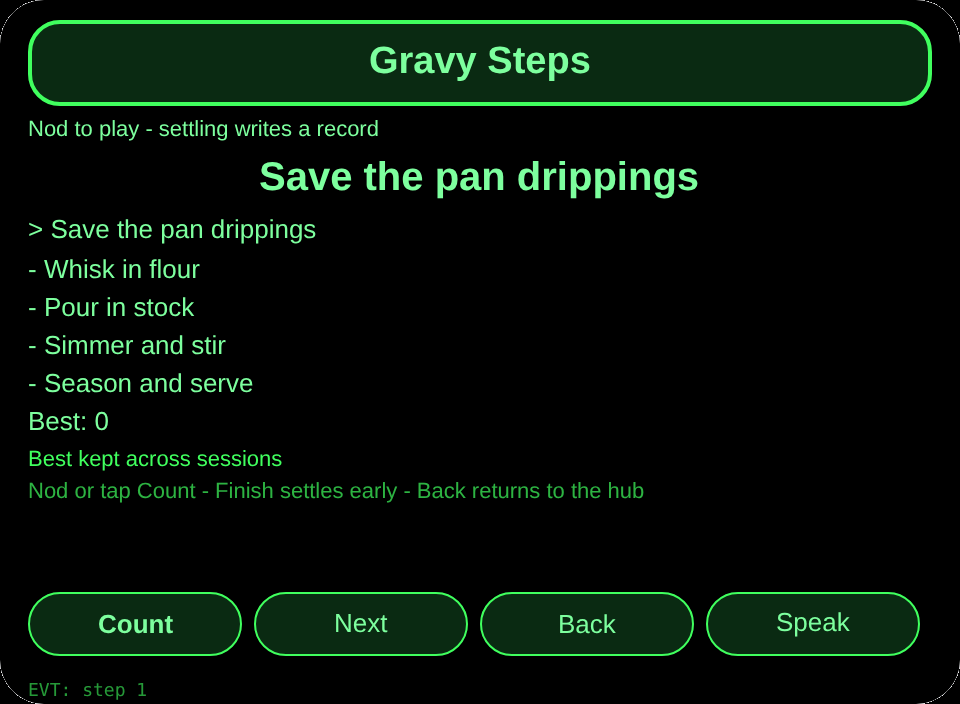 Gravy Steps
Nod to play - settling writes a record
Save the pan drippings
> Save the pan drippings
- Whisk in flour
- Pour in stock
- Simmer and stir
- Season and serve
Best: 0
Best kept across sessions
Nod or tap Count - Finish settles early - Back returns to the hub
Count
Next
Back
Speak
EVT: step 1